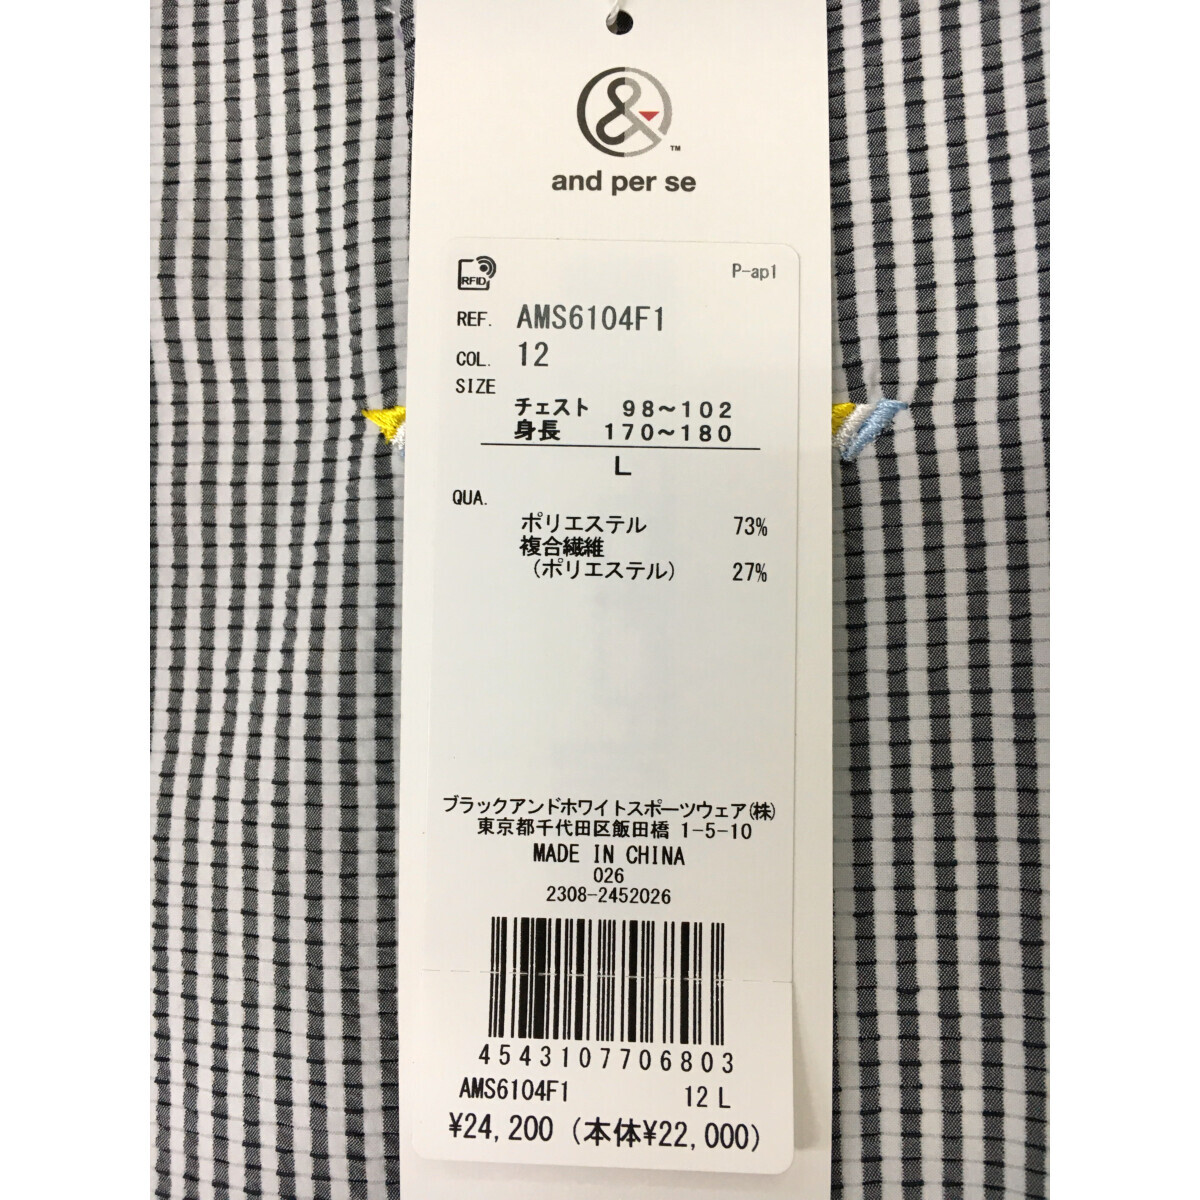 &
TM
and per se
RFID
P-ap1
REF. AMS6104F1
COL. 12
SIZE
チェスト 98～102
身長 170～180
L
QUA.
ポリエステル 73%
複合繊維
(ポリエステル) 27%
ブラックアンドホワイトスポーツウェア(株)
東京都千代田区飯田橋 1-5-10
MADE IN CHINA
026
2308-2452026
4543107706803
AMS6104F1 12 L
¥24,200 (本体¥22,000)